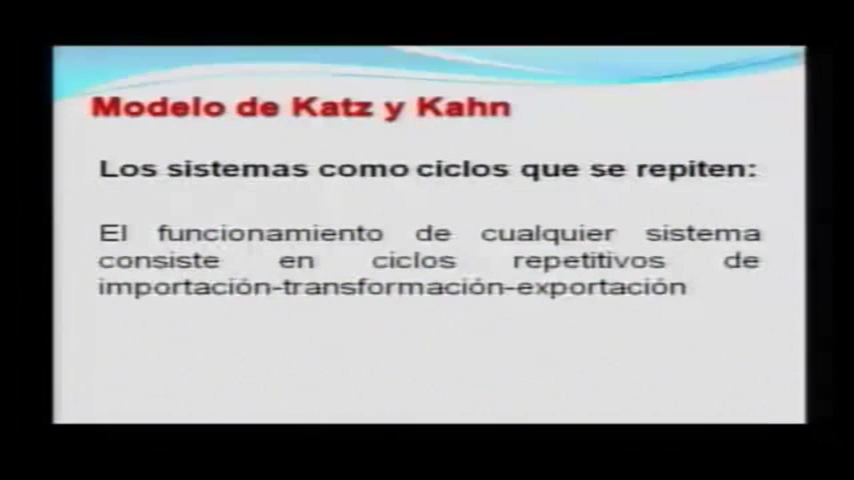 Modelo de Katz y Kahn
Los sistemas como ciclos que se repiten:
El funcionamiento de cualquier sistema
consiste en ciclos repetitivos de
importación-transformación-exportación